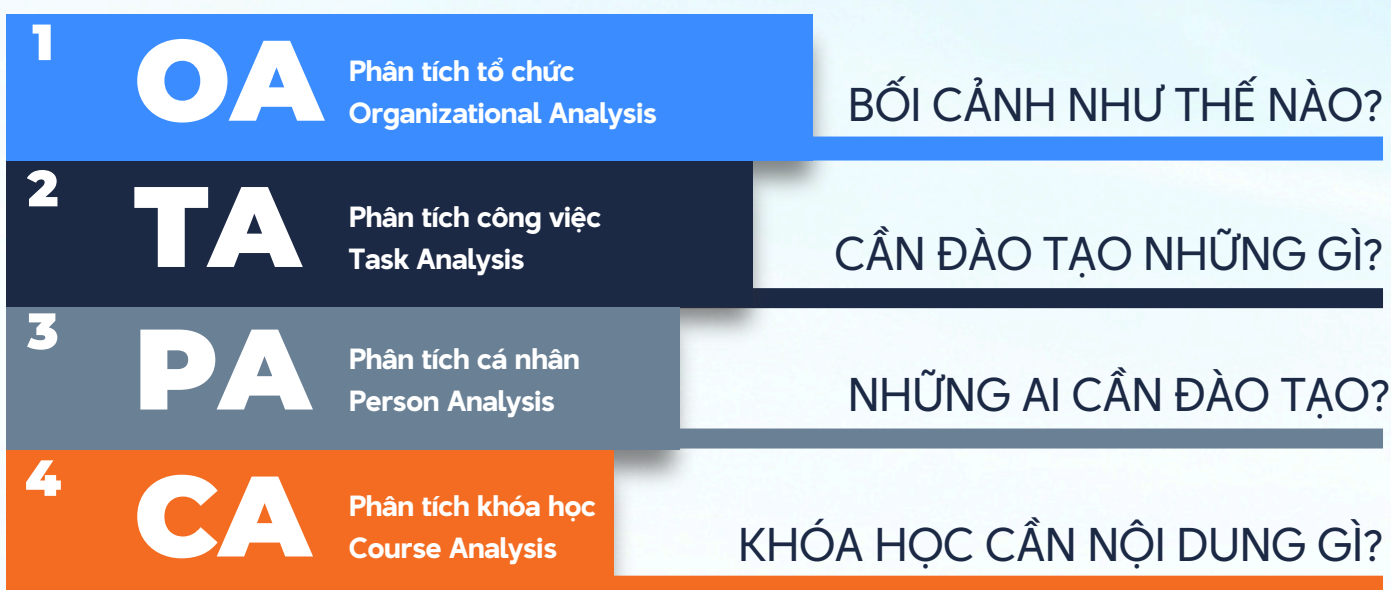 1
OA
Phân tích tổ chức
Organizational Analysis
BỐI CẢNH NHƯ THẾ NÀO?
2
TA
Phân tích công việc
Task Analysis
CẦN ĐÀO TẠO NHỮNG GÌ?
3
PA
Phân tích cá nhân
Person Analysis
NHỮNG AI CẦN ĐÀO TẠO?
4
CA
Phân tích khóa học
Course Analysis
KHÓA HỌC CẦN NỘI DUNG GÌ?